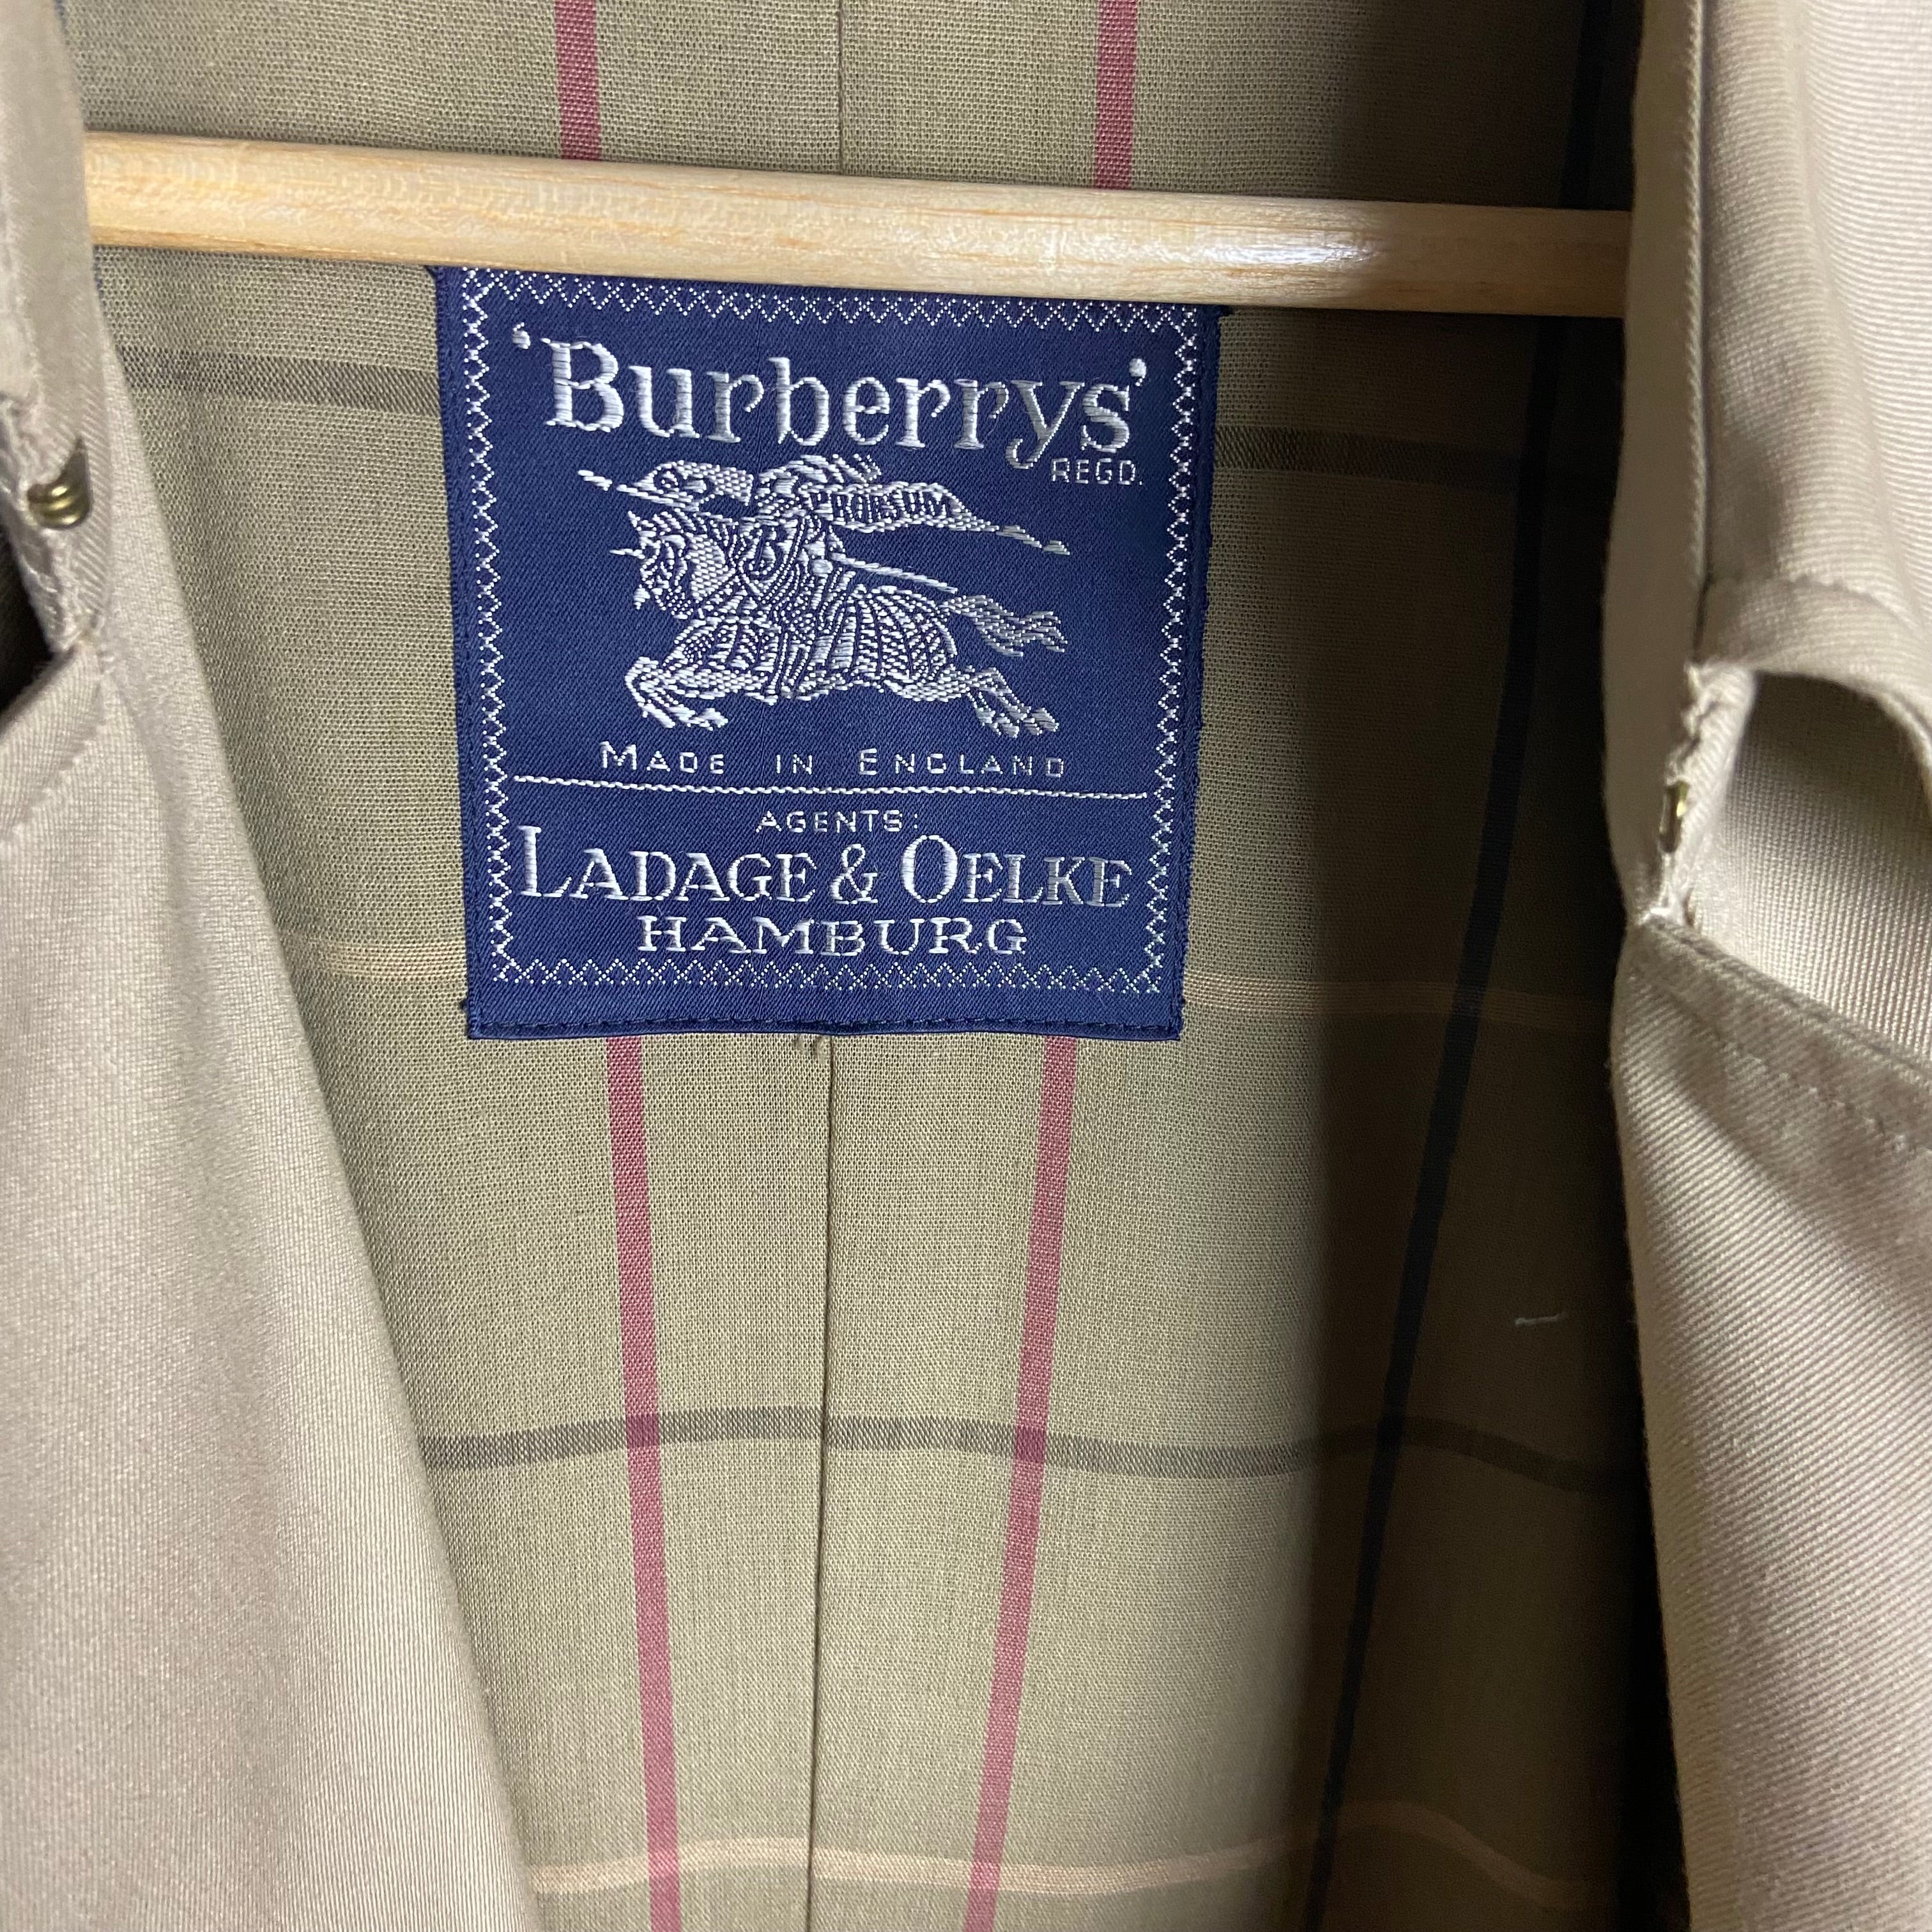 'Burberrys'
REGD.
PRORSUM
MADE IN ENGLAND
AGENTS:
LADAGE & OELKE
HAMBURG